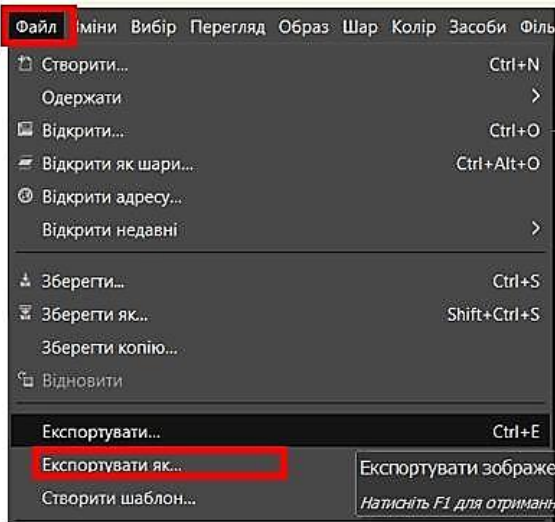 Файл Зміни Вибір Перегляд Образ Шар Колір Засоби Філь
Створити... Ctrl+N
Одержати >
Відкрити... Ctrl+O
Відкрити як шари... Ctrl+Alt+O
Відкрити адресу...
Відкрити недавні >
Зберегти... Ctrl+S
Зберегти як... Shift+Ctrl+S
Зберегти копію...
Відновити
Експортувати... Ctrl+E
Експортувати як... Експортувати зображе
Створити шаблон... Натисніть F1 для отриманн